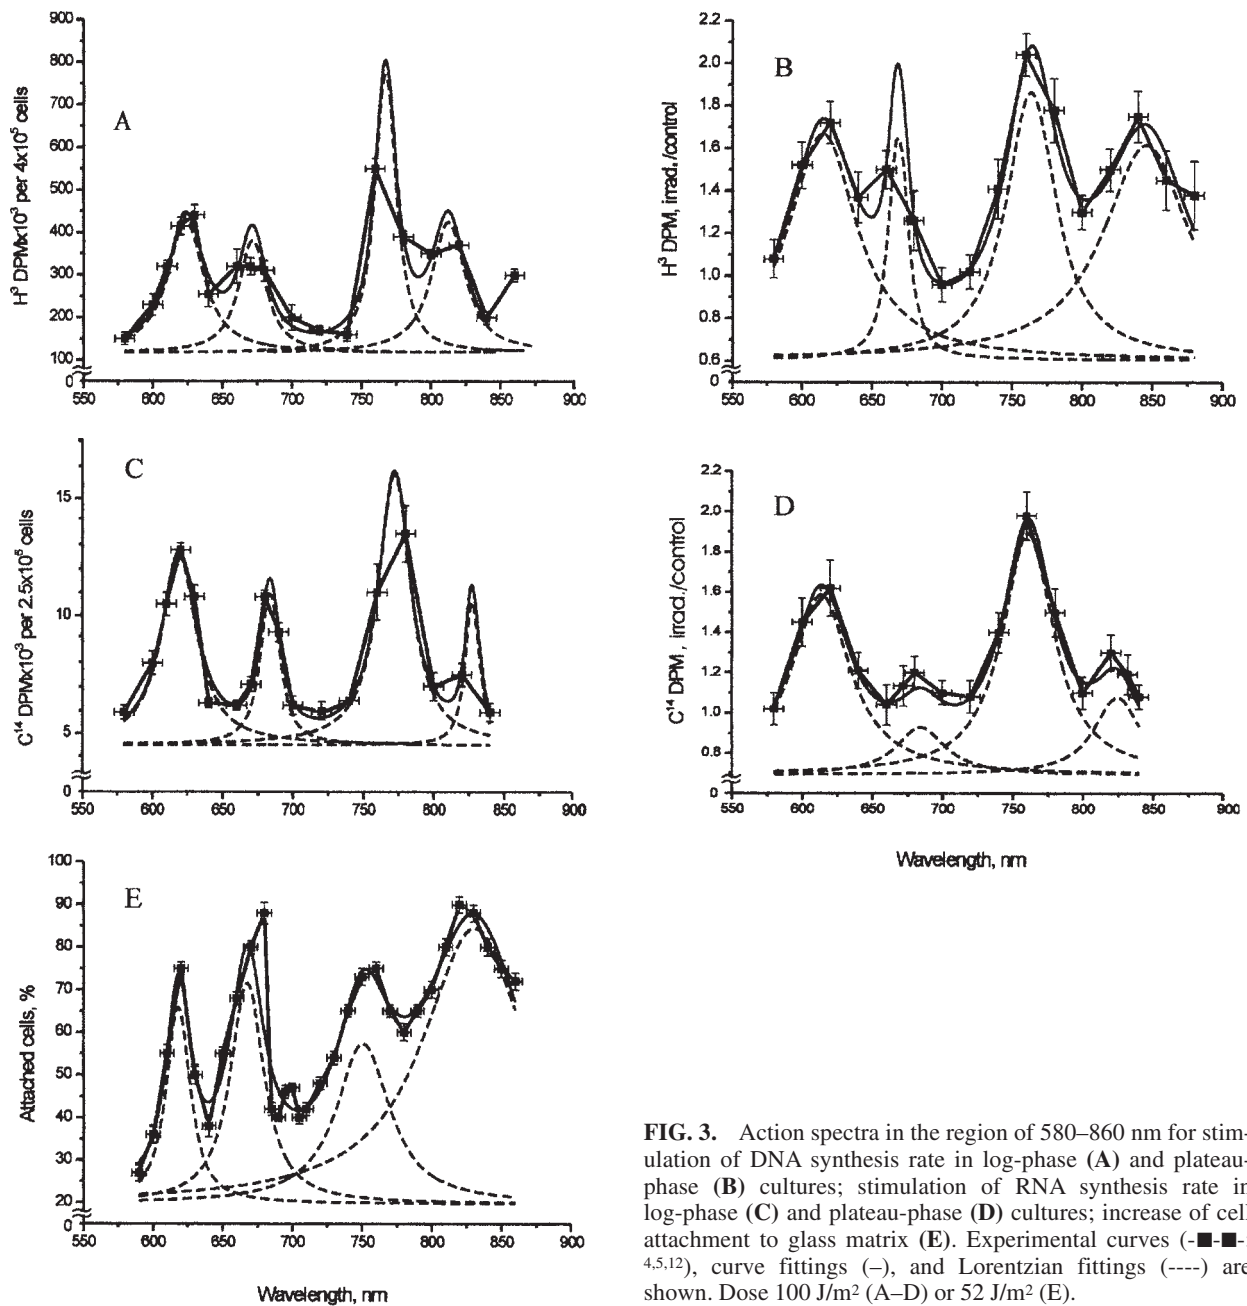 A
H³ DPMx10³ per 4x10⁵ cells
900
800
700
600
500
400
300
200
100
0
550 600 650 700 750 800 850 900
B
H³ DPM, irrad./control
2.2
2.0
1.8
1.6
1.4
1.2
1.0
0.8
0.6
0
550 600 650 700 750 800 850 900
C
C¹⁴ DPMx10³ per 2.5x10⁵ cells
15
10
5
0
550 600 650 700 750 800 850 900
D
C¹⁴ DPM, irrad./control
2.2
2.0
1.8
1.6
1.4
1.2
1.0
0.8
0
550 600 650 700 750 800 850 900
Wavelength, nm
E
Attached cells, %
100
90
80
70
60
50
40
30
20
0
550 600 650 700 750 800 850 900
Wavelength, nm
FIG. 3. Action spectra in the region of 580–860 nm for stim-
ulation of DNA synthesis rate in log-phase (A) and plateau-
phase (B) cultures; stimulation of RNA synthesis rate in
log-phase (C) and plateau-phase (D) cultures; increase of cell
attachment to glass matrix (E). Experimental curves (-■-■-
4,5,12), curve fittings (–), and Lorentzian fittings (----) are
shown. Dose 100 J/m² (A–D) or 52 J/m² (E).